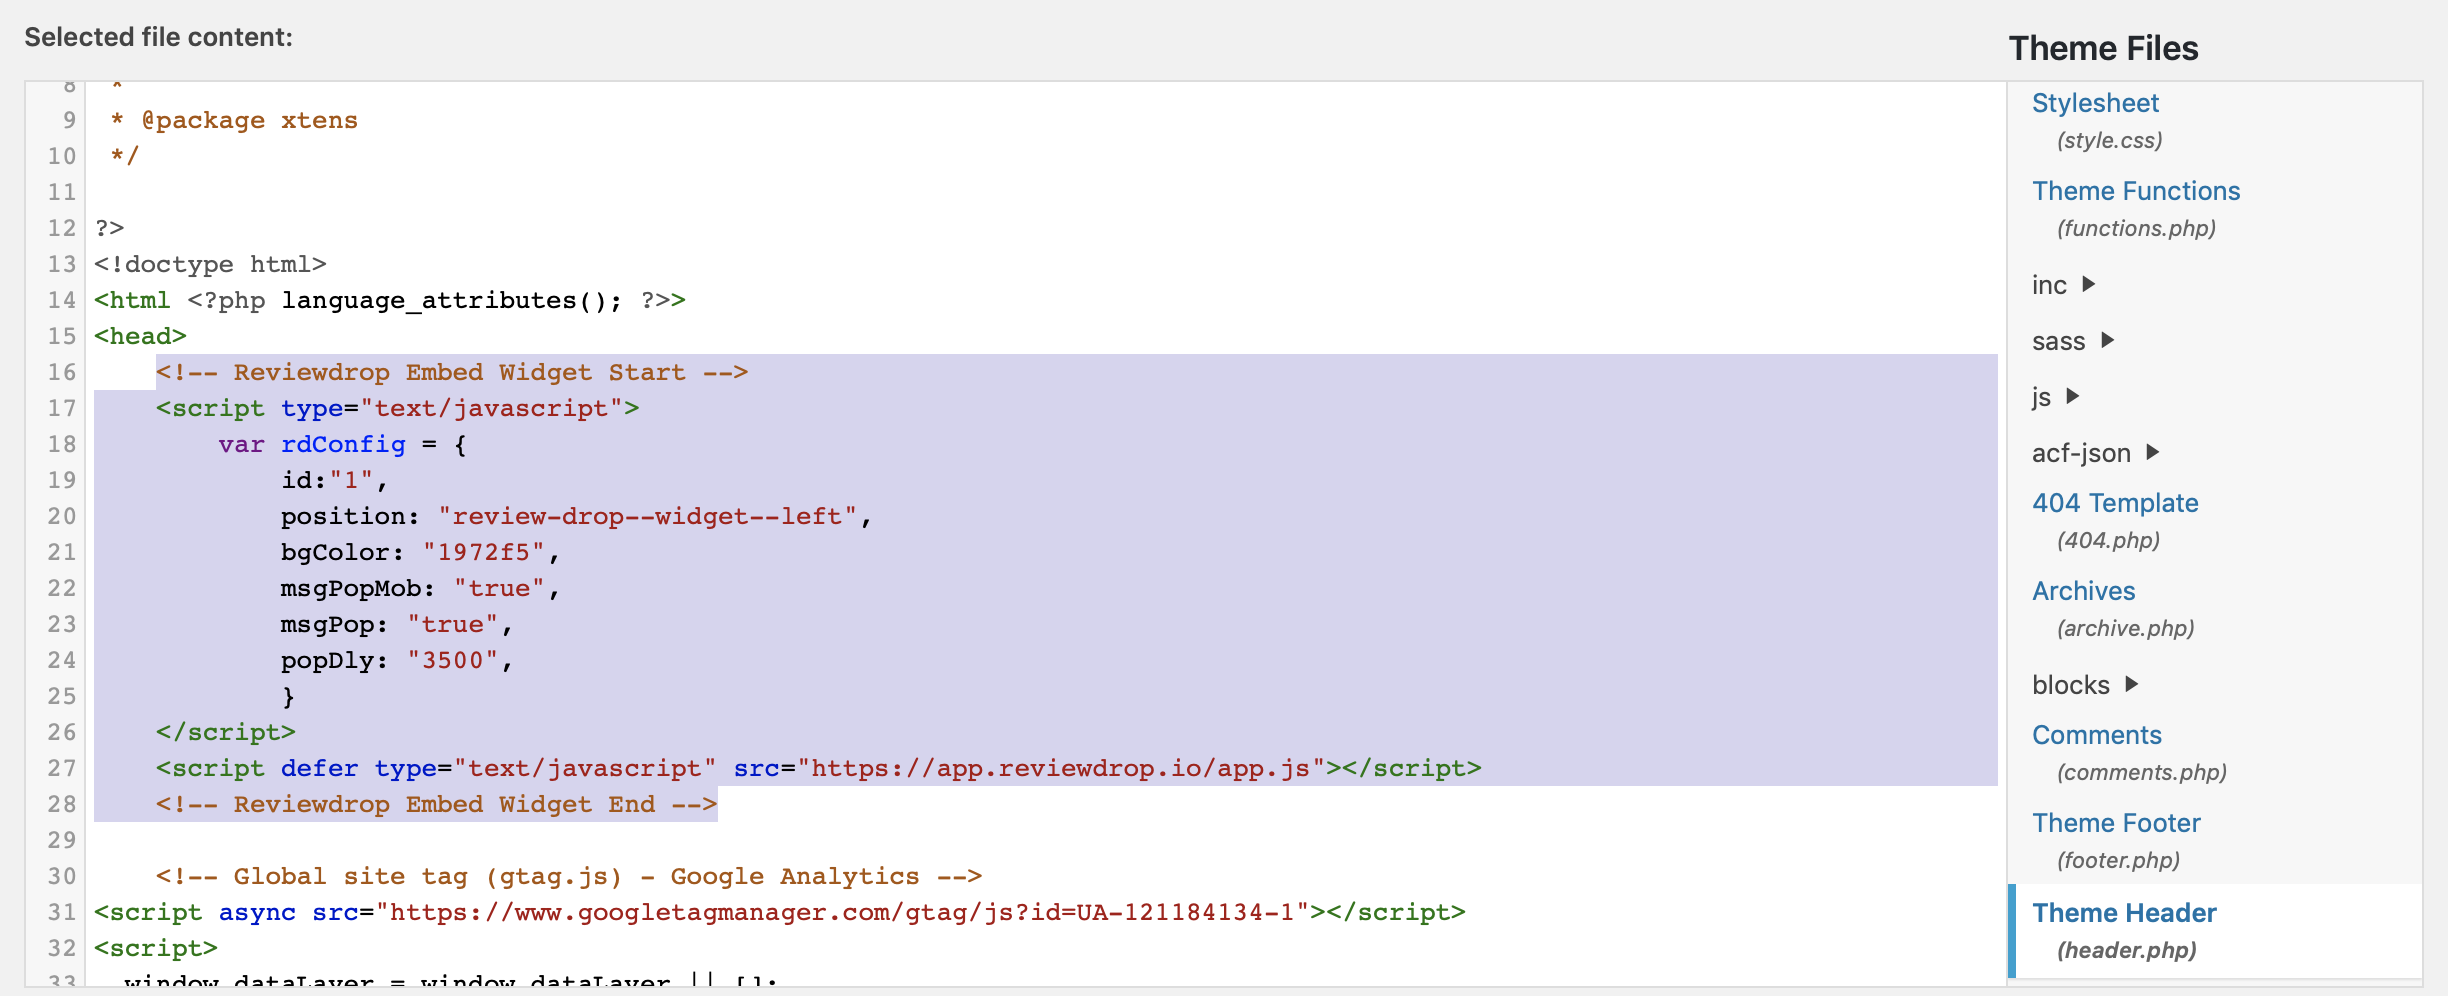 Selected file content:
8 *
9 * @package xtens
10 */
11
12 ?>
13 <!doctype html>
14 <html <?php language_attributes(); ?>>
15 <head>
16 <!-- Reviewdrop Embed Widget Start -->
17 <script type="text/javascript">
18 var rdConfig = {
19 id:"1",
20 position: "review-drop--widget--left",
21 bgColor: "1972f5",
22 msgPopMob: "true",
23 msgPop: "true",
24 popDly: "3500",
25 }
26 </script>
27 <script defer type="text/javascript" src="https://app.reviewdrop.io/app.js"></script>
28 <!-- Reviewdrop Embed Widget End -->
29
30 <!-- Global site tag (gtag.js) - Google Analytics -->
31 <script async src="https://www.googletagmanager.com/gtag/js?id=UA-121184134-1"></script>
32 <script>
33 window.dataLayer = window.dataLayer || [];
Theme Files
Stylesheet
(style.css)
Theme Functions
(functions.php)
inc
sass
js
acf-json
404 Template
(404.php)
Archives
(archive.php)
blocks
Comments
(comments.php)
Theme Footer
(footer.php)
Theme Header
(header.php)